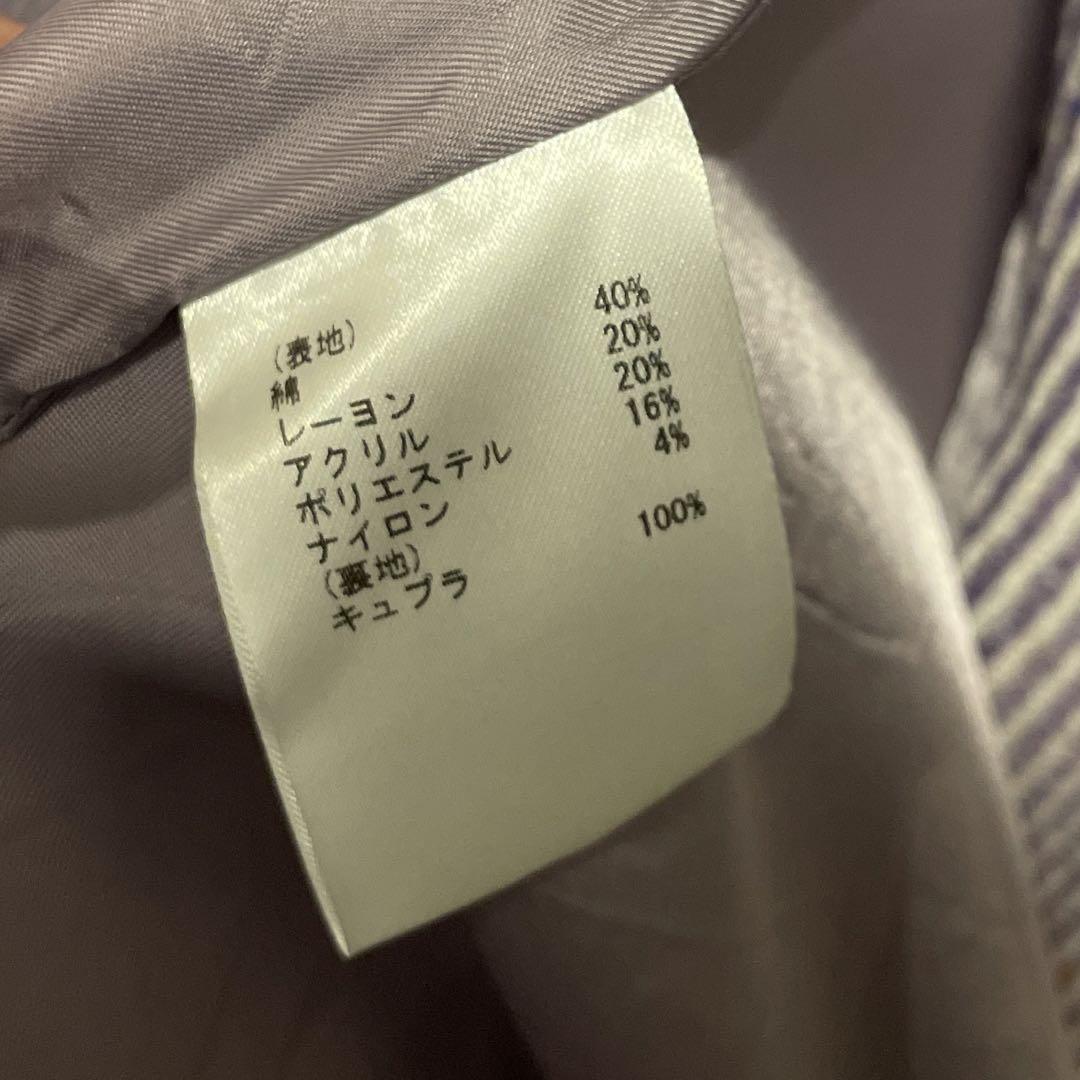 (表地)
綿 40%
レーヨン 20%
アクリル 20%
ポリエステル 16%
ナイロン 4%
(裏地)
キュプラ 100%